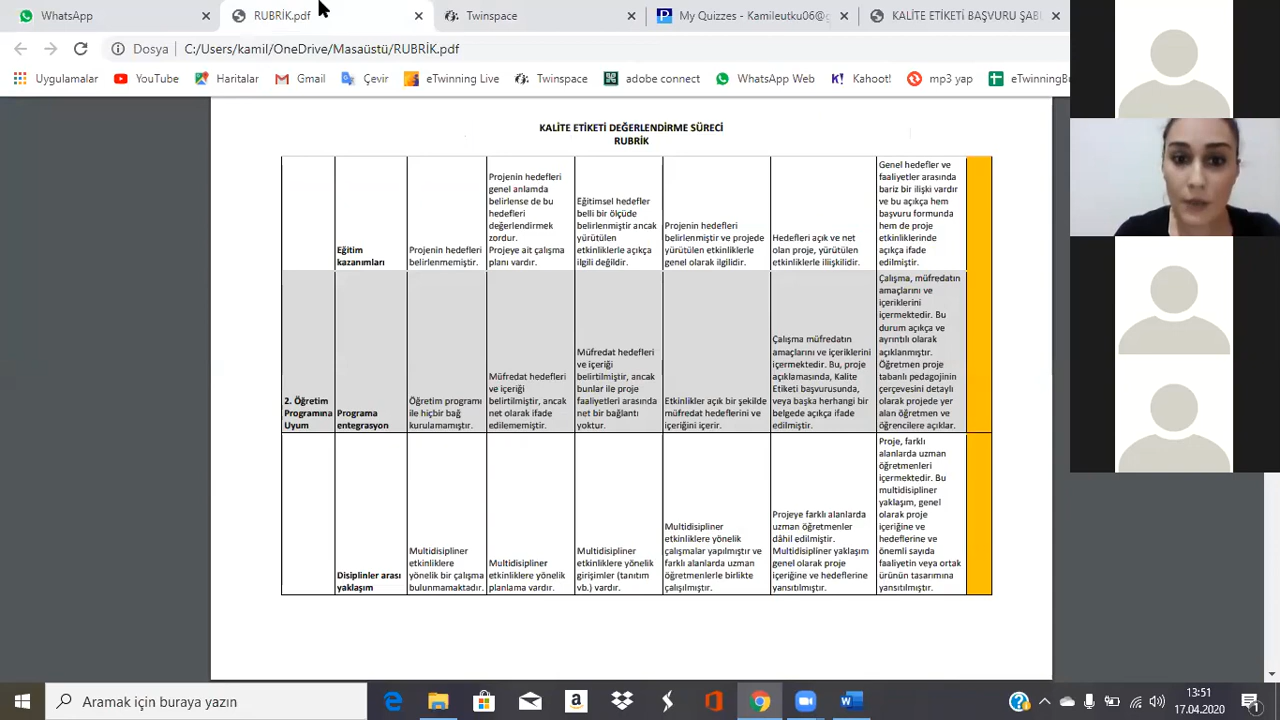 WhatsApp
RUBRİK.pdf
Twinspace
My Quizzes - Kamileutku06@g
KALİTE ETİKETİ BAŞVURU ŞAB
Dosya
C:/Users/kamil/OneDrive/Masaüstü/RUBRİK.pdf
Uygulamalar
YouTube
Haritalar
Gmail
Çevir
eTwinning Live
Twinspace
adobe connect
WhatsApp Web
Kahoot!
mp3 yap
eTwinningBu
KALİTE ETİKETİ DEĞERLENDİRME SÜRECİ
RUBRİK
Eğitim
kazanımları
Projenin hedefleri
belirlenmemiştir.
Projenin hedefleri
genel anlamda
belirlense de bu
hedefleri
değerlendirmek
zordur.
Projeye ait çalışma
planı vardır.
Eğitimsel hedefler
belli bir ölçüde
belirlenmiştir ancak
yürütülen
etkinliklerle açıkça
ilgili değildir.
Projenin hedefleri
belirlenmiştir ve projede
yürütülen etkinliklerle
genel olarak ilgilidir.
Hedefleri açık ve net
olan proje, yürütülen
etkinliklerle iliişkilidir.
Genel hedefler ve
faaliyetler arasında
bariz bir ilişki vardır
ve bu açıkça hem
başvuru formunda
hem de proje
etkinliklerinde
açıkça ifade
edilmiştir.
2. Öğretim
Programına
Uyum
Programa
entegrasyon
Öğretim programı
ile hiçbir bağ
kurulamamıştır.
Müfredat hedefleri
ve içeriği
belirtilmiştir, ancak
net olarak ifade
edilememiştir.
Müfredat hedefleri
ve içeriği
belirtilmiştir, ancak
bunlar ile proje
faaliyetleri arasında
net bir bağlantı
yoktur.
Etkinlikler açık bir şekilde
müfredat hedeflerini ve
içeriğini içerir.
Çalışma müfredatın
amaçlarını ve içeriklerini
içermektedir. Bu, proje
açıklamasında, Kalite
Etiketi başvurusunda,
veya başka herhangi bir
belgede açıkça ifade
edilmiştir.
Çalışma, müfredatın
amaçlarını ve
içeriklerini
içermektedir. Bu
durum açıkça ve
ayrıntılı olarak
açıklanmıştır.
Öğretmen proje
tabanlı pedagojinin
çerçevesini detaylı
olarak projede yer
alan öğretmen ve
öğrencilere açıklar.
Disiplinler arası
yaklaşım
Multidisipliner
etkinliklere
yönelik bir çalışma
bulunmamaktadır.
Multidisipliner
etkinliklere yönelik
planlama vardır.
Multidisipliner
etkinliklere yönelik
girişimler (tanıtım
vb.) vardır.
Multidisipliner
etkinliklere yönelik
çalışmalar yapılmıştır ve
farklı alanlarda uzman
öğretmenlerle birlikte
çalışılmıştır.
Projeye farklı alanlarda
uzman öğretmenler
dâhil edilmiştir.
Multidisipliner yaklaşım
genel olarak proje
içeriğine ve hedeflerine
yansıtılmıştır.
Proje, farklı
alanlarda uzman
öğretmenleri
içermektedir. Bu
multidisipliner
yaklaşım, genel
olarak proje
içeriğine ve
hedeflerine ve
önemli sayıda
faaliyetin veya ortak
ürünün tasarımına
yansıtılmıştır.
Aramak için buraya yazın
13:51
17.04.2020